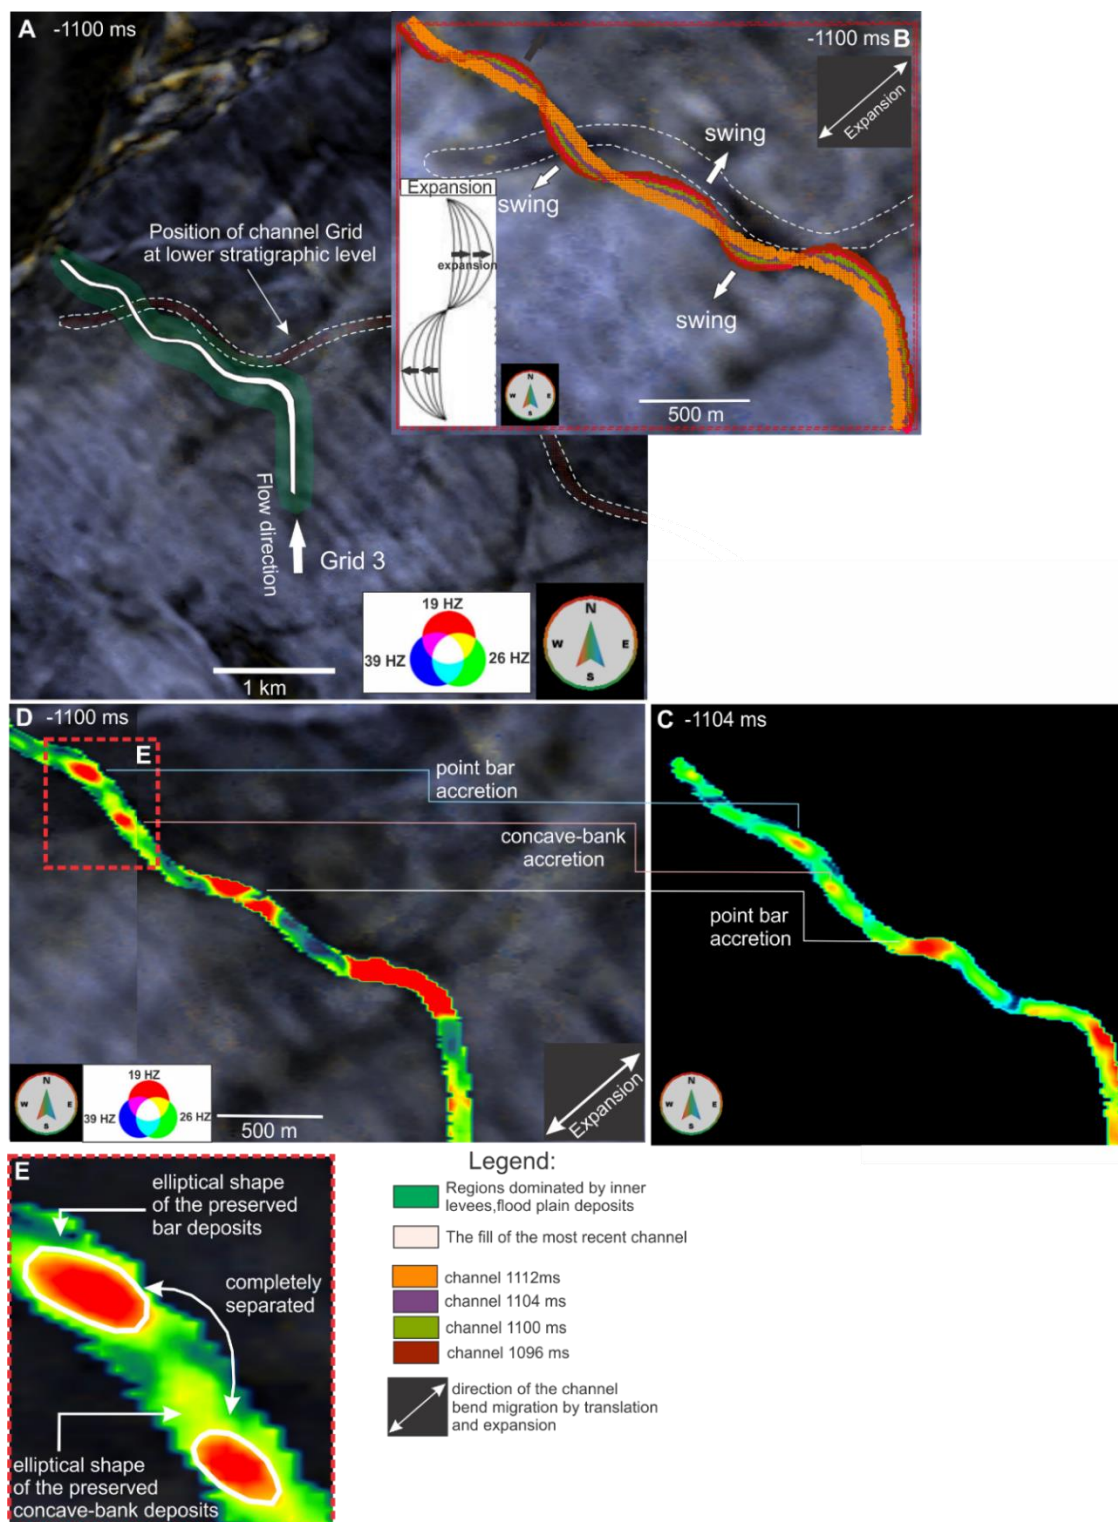 A -1100 ms
Position of channel Grid
at lower stratigraphic level
Flow direction
Grid 3
19 HZ
39 HZ
26 HZ
N
W
E
S
1 km
-1100 ms B
Expansion
swing
swing
swing
Expansion
expansion
N
W
E
S
500 m
D -1100 ms
E
point bar
accretion
concave-bank
accretion
point bar
accretion
N
W
E
S
19 HZ
39 HZ
26 HZ
500 m
Expansion
C -1104 ms
N
W
E
S
E
elliptical shape
of the preserved
bar deposits
completely
separated
elliptical shape
of the preserved
concave-bank deposits
Legend:
Regions dominated by inner
levees,flood plain deposits
The fill of the most recent channel
channel 1112ms
channel 1104 ms
channel 1100 ms
channel 1096 ms
direction of the channel
bend migration by translation
and expansion